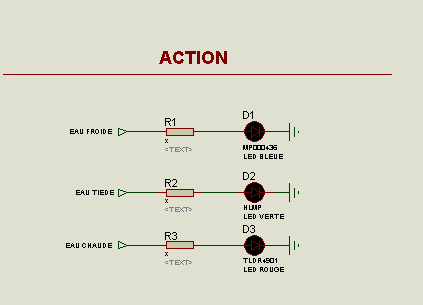 ACTION
R1
D1
EAU FROIDE
x
<TEXT>
LED BLEUE
R2
D2
EAU TIEDE
x
<TEXT>
HLMP
LED VERTE
R3
D3
EAU CHAUDE
x
<TEXT>
LED ROUGE